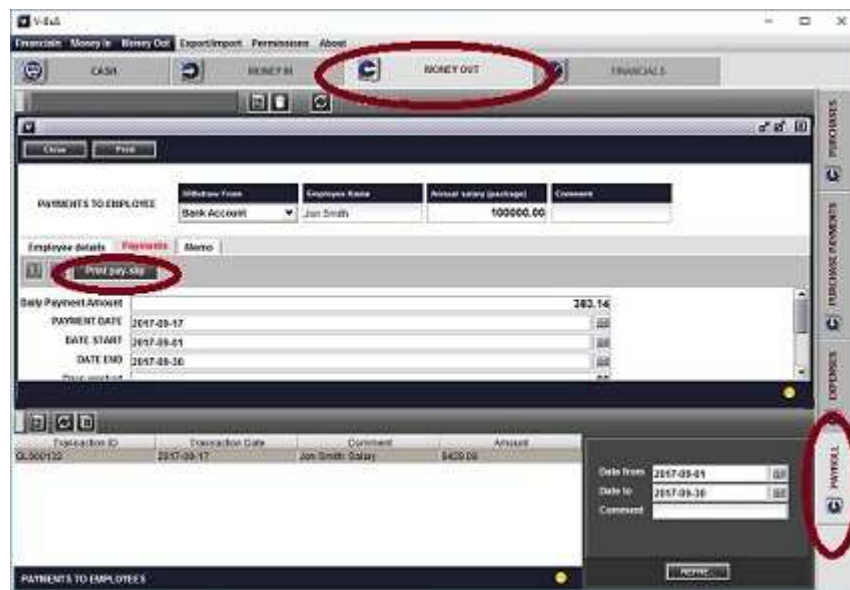 V-BuS
Financials Money In Money Out Export/Import Permissions About
CASH MONEY IN MONEY OUT FINANCIALS
Close Print
PAYMENTS TO EMPLOYEE
Withdraw From Employee Name Annual salary (package) Comment
Bank Account Jon Smith 100000.00
Employee details Payments Memo
Print pay-slip
Daily Payment Amount 383.14
PAYMENT DATE 2017-09-17
DATE START 2017-09-01
DATE END 2017-09-30
Transaction ID Transaction Date Comment Amount
GL000132 2017-09-17 Jon Smith: Salary
Date from 2017-09-01
Date to 2017-09-30
Comment
REFINE...
PAYMENTS TO EMPLOYEES
PURCHASES
PURCHASE PAYMENTS
EXPENSES
PAYROLL